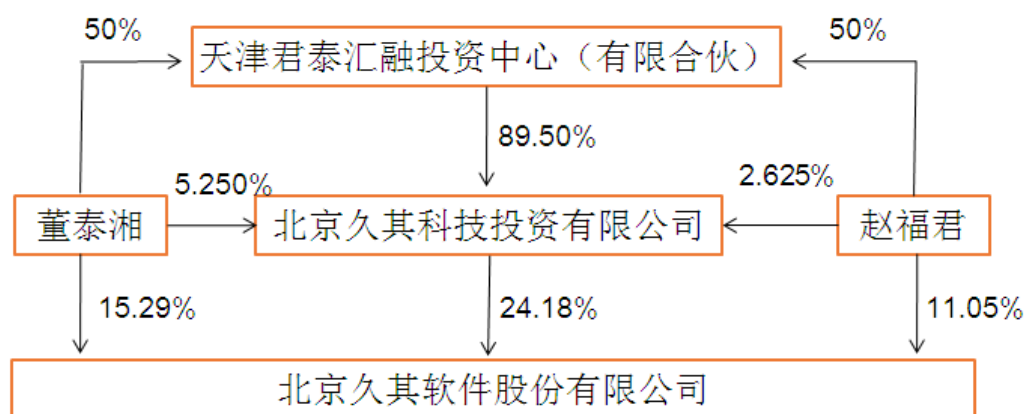 50%
50%
天津君泰汇融投资中心（有限合伙）
89.50%
5.250%
2.625%
董泰湘
北京久其科技投资有限公司
赵福君
15.29%
24.18%
11.05%
北京久其软件股份有限公司